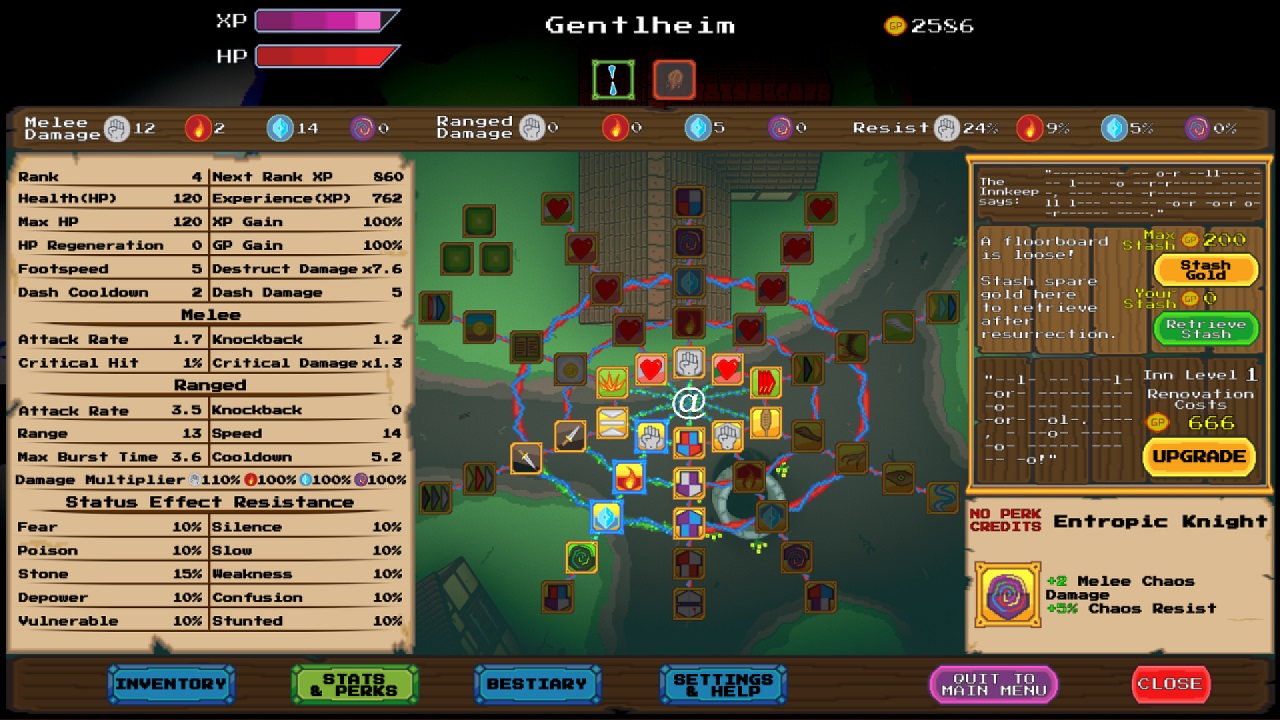 XP
Gentlheim
GP 2586
HP
Melee Damage 12 2 14 0
Ranged Damage 0 0 5 0
Resist 24% 9% 5% 0%
Rank 4 Next Rank XP 860
Health(HP) 120 Experience(XP) 762
Max HP 120 XP Gain 100%
HP Regeneration 0 GP Gain 100%
Footspeed 5 Destruct Damage x7.6
Dash Cooldown 2 Dash Damage 5
Melee
Attack Rate 1.7 Knockback 1.2
Critical Hit 1% Critical Damage x1.3
Ranged
Attack Rate 3.5 Knockback 0
Range 13 Speed 14
Max Burst Time 3.6 Cooldown 5.2
Damage Multiplier 110% 100% 100% 100%
Status Effect Resistance
Fear 10% Silence 10%
Poison 10% Slow 10%
Stone 15% Weakness 10%
Depower 10% Confusion 10%
Vulnerable 10% Stunted 10%
@
The
Innkeep
says:
A floorboard
is loose!
Stash spare
gold here
to retrieve
after
resurrection.
Max
Stash GP 200
Stash
Gold
Your
Stash GP 0
Retrieve
Stash
Inn Level 1
Renovation
Costs
GP 666
UPGRADE
NO PERK
CREDITS
Entropic Knight
+2 Melee Chaos
Damage
+5% Chaos Resist
INVENTORY
STATS
& PERKS
BESTIARY
SETTINGS
& HELP
QUIT TO
MAIN MENU
CLOSE